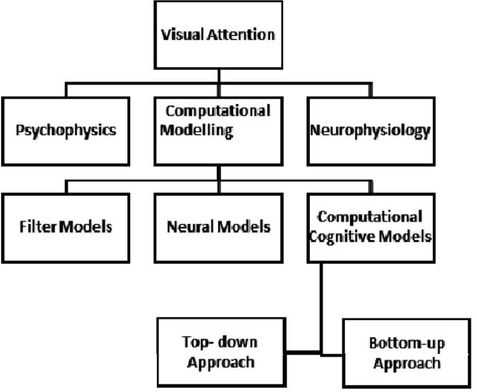 Visual Attention
Psychophysics
Computational
Modelling
Neurophysiology
Filter Models
Neural Models
Computational
Cognitive Models
Top- down
Approach
Bottom-up
Approach